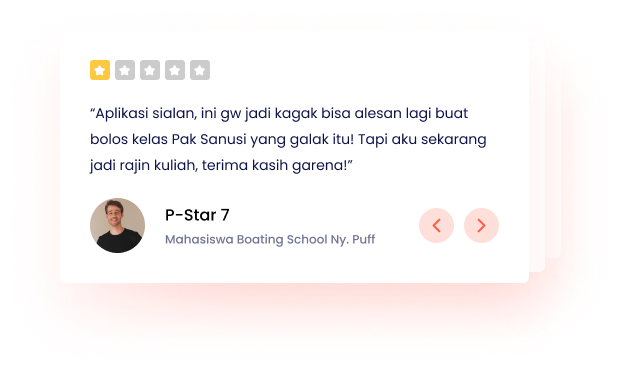 “Aplikasi sialan, ini gw jadi kagak bisa alesan lagi buat
bolos kelas Pak Sanusi yang galak itu! Tapi aku sekarang
jadi rajin kuliah, terima kasih garena!”
P-Star 7
Mahasiswa Boating School Ny. Puff